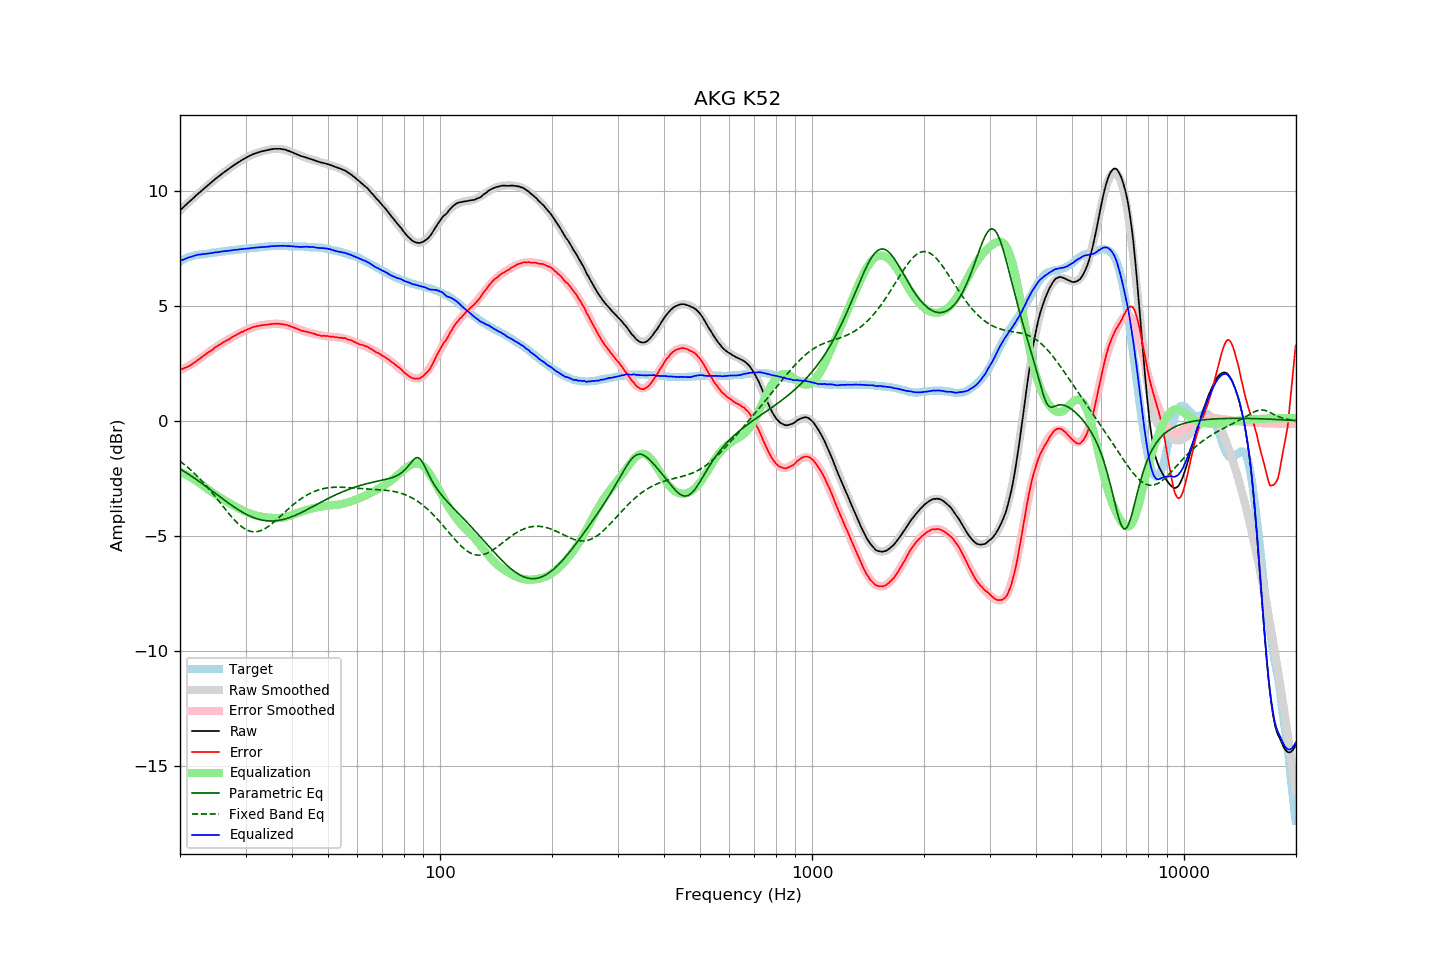 AKG K52
Amplitude (dBr)
10
5
0
−5
−10
−15
Target
Raw Smoothed
Error Smoothed
Raw
Error
Equalization
Parametric Eq
Fixed Band Eq
Equalized
100
1000
10000
Frequency (Hz)